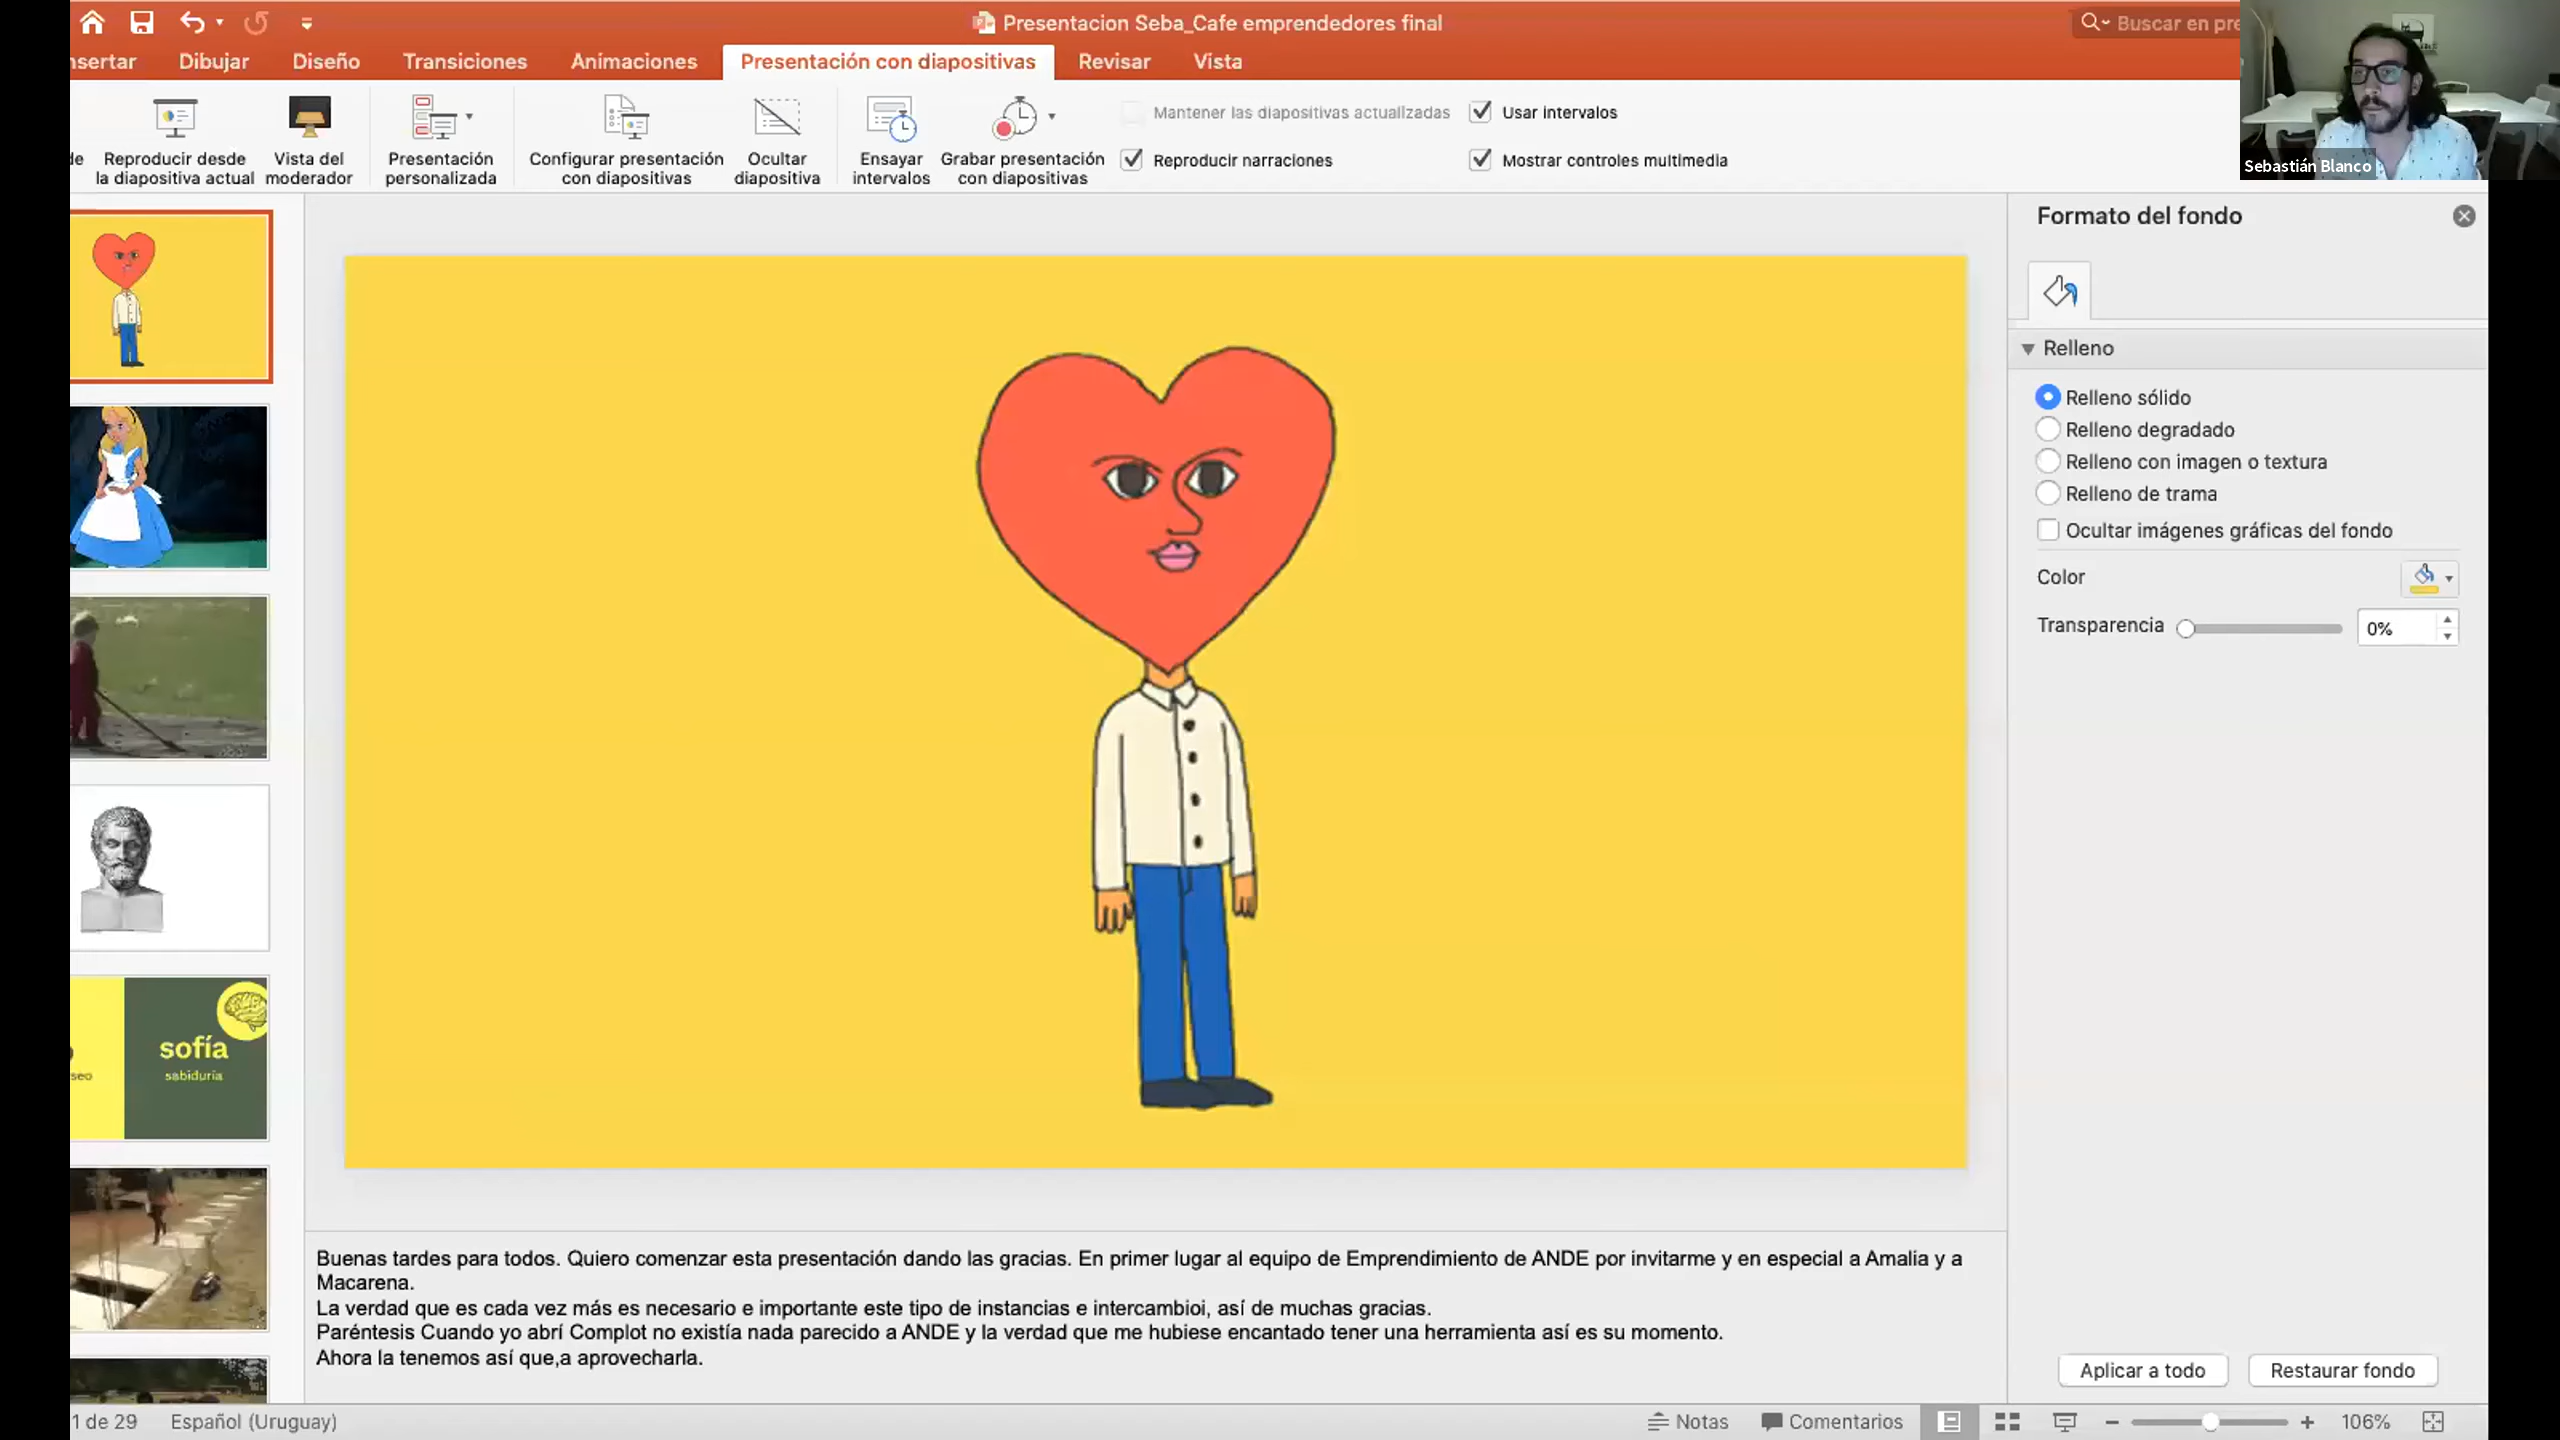 Presentacion Seba_Cafe emprendedores final
Buscar en pre
nsertar Dibujar Diseño Transiciones Animaciones Presentación con diapositivas Revisar Vista
de
Reproducir desde
la diapositiva actual
Vista del
moderador
Presentación
personalizada
Configurar presentación
con diapositivas
Ocultar
diapositiva
Ensayar
intervalos
Grabar presentación
con diapositivas
Mantener las diapositivas actualizadas
Reproducir narraciones
Usar intervalos
Mostrar controles multimedia
Sebastián Blanco
seo
sofía
sabiduría
Formato del fondo
Relleno
Relleno sólido
Relleno degradado
Relleno con imagen o textura
Relleno de trama
Ocultar imágenes gráficas del fondo
Color
Transparencia 0%
Buenas tardes para todos. Quiero comenzar esta presentación dando las gracias. En primer lugar al equipo de Emprendimiento de ANDE por invitarme y en especial a Amalia y a
Macarena.
La verdad que es cada vez más es necesario e importante este tipo de instancias e intercambioi, así de muchas gracias.
Paréntesis Cuando yo abrí Complot no existía nada parecido a ANDE y la verdad que me hubiese encantado tener una herramienta así es su momento.
Ahora la tenemos así que,a aprovecharla.
Aplicar a todo Restaurar fondo
1 de 29 Español (Uruguay) Notas Comentarios 106%